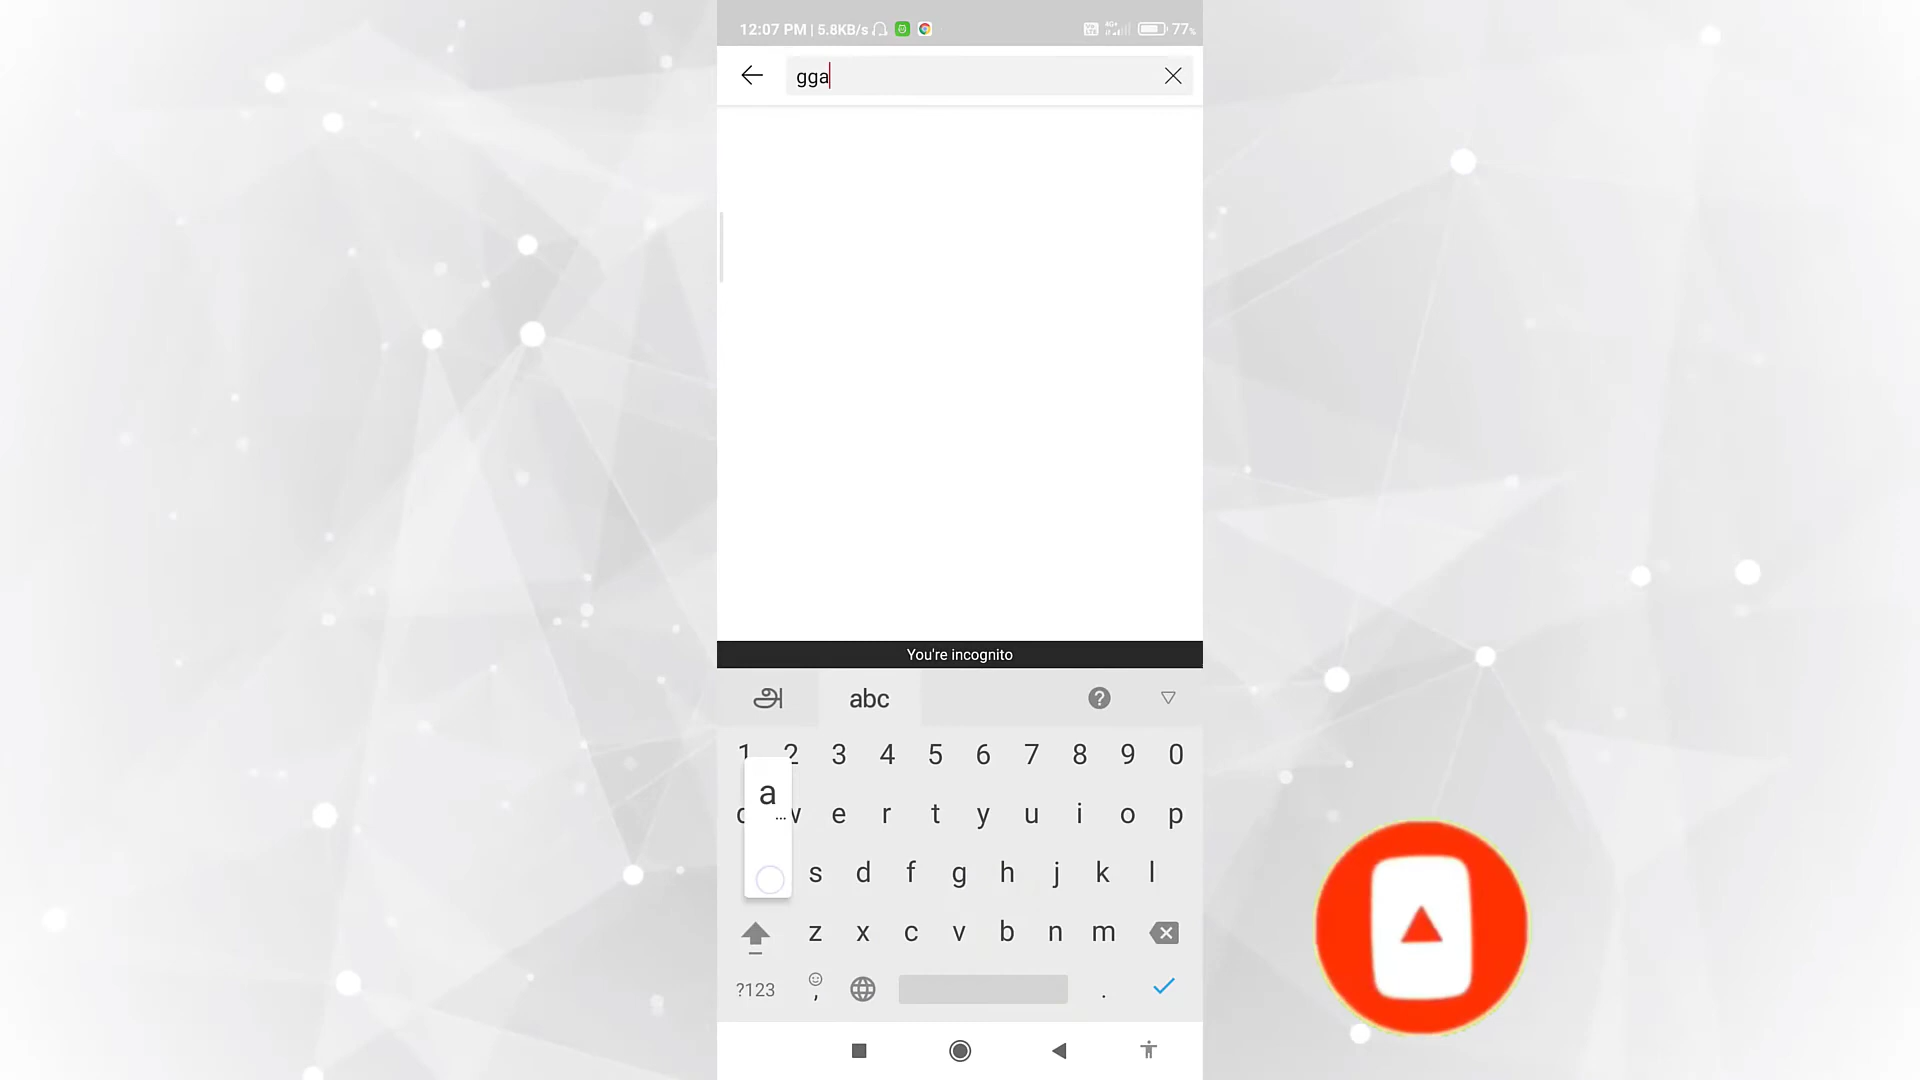 12:07 PM | 5.8KB/s 4G+ 77%
gga
You're incognito
அ abc
1 2 3 4 5 6 7 8 9 0
a
w e r t y u i o p
s d f g h j k l
z x c v b n m
?123 , .